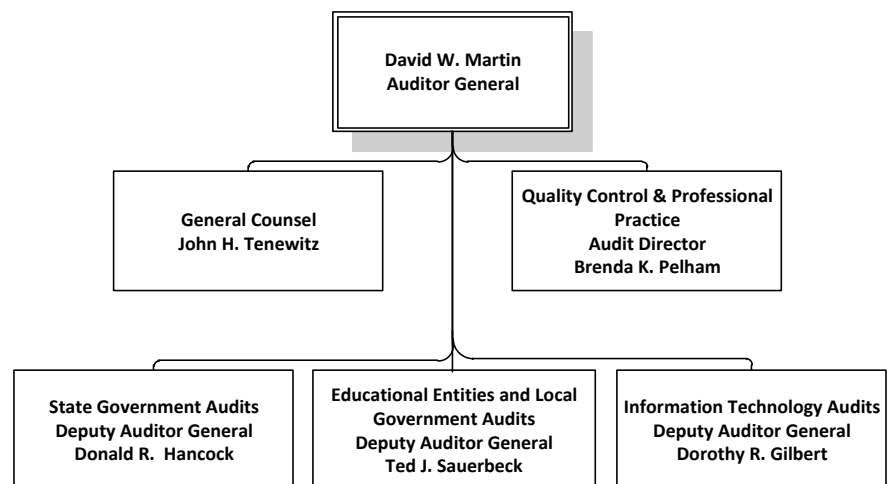 David W. Martin
Auditor General
General Counsel
John H. Tenewitz
Quality Control & Professional
Practice
Audit Director
Brenda K. Pelham
State Government Audits
Deputy Auditor General
Donald R. Hancock
Educational Entities and Local
Government Audits
Deputy Auditor General
Ted J. Sauerbeck
Information Technology Audits
Deputy Auditor General
Dorothy R. Gilbert